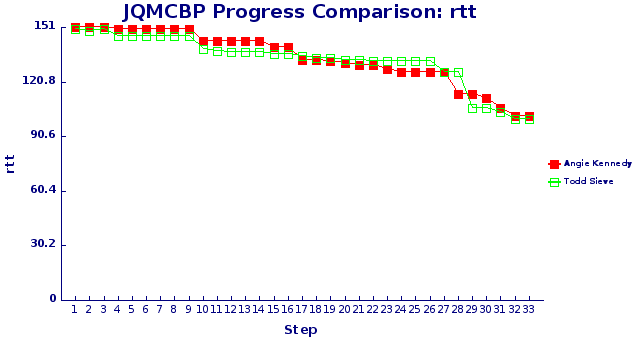 JQMCBP Progress Comparison: rtt
151
120.8
90.6
60.4
30.2
0
rtt
1 2 3 4 5 6 7 8 9 10 11 12 13 14 15 16 17 18 19 20 21 22 23 24 25 26 27 28 29 30 31 32 33
Step
Angie Kennedy
Todd Sieve